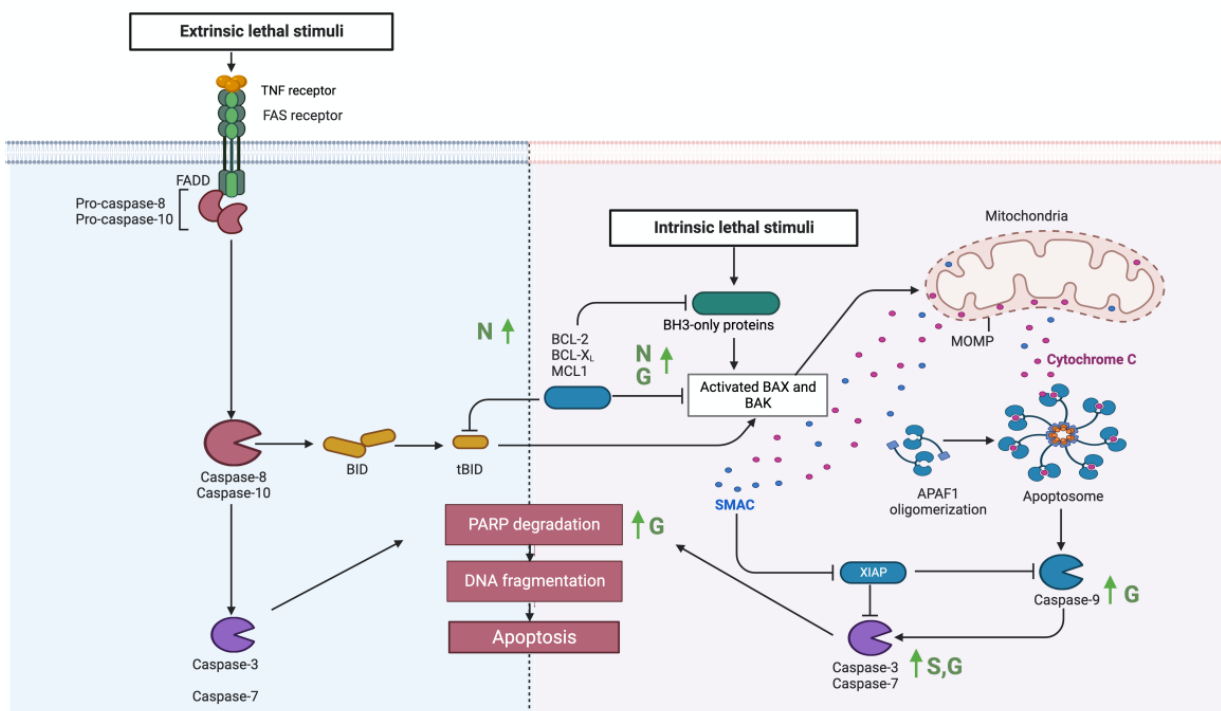 Extrinsic lethal stimuli
TNF receptor
FAS receptor
FADD
Pro-caspase-8
Pro-caspase-10
Mitochondria
Intrinsic lethal stimuli
BH3-only proteins
MOMP
N
BCL-2
BCL-XL
MCL1
N
G
Cytochrome C
Activated BAX and
BAK
Caspase-8
Caspase-10
BID
tBID
SMAC
APAF1
oligomerization
Apoptosome
PARP degradation
G
DNA fragmentation
Apoptosis
XIAP
Caspase-9
G
Caspase-3
Caspase-7
Caspase-3
Caspase-7
S,G